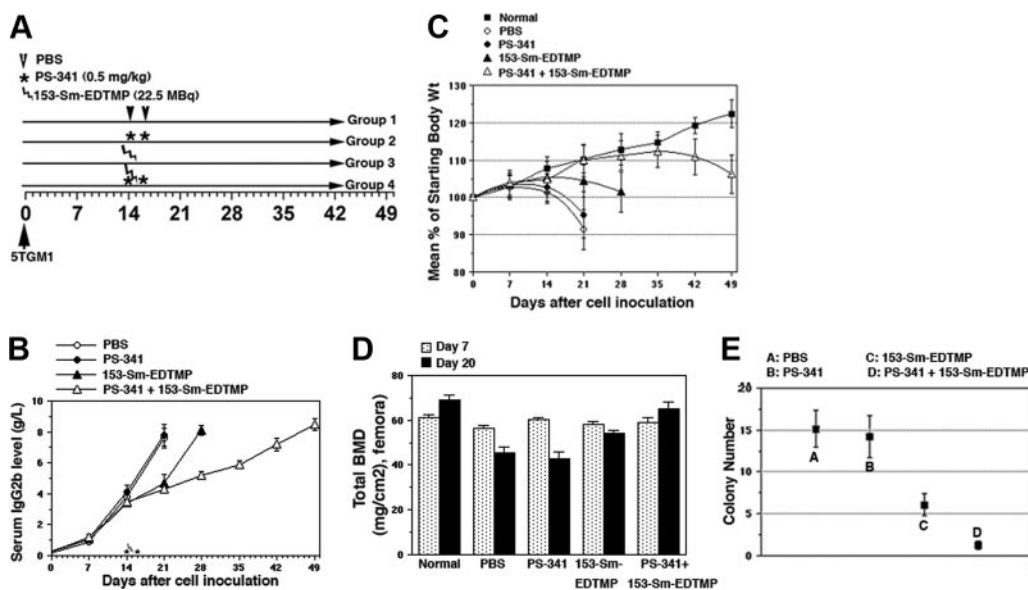 A
PBS
* PS-341 (0.5 mg/kg)
153-Sm-EDTMP (22.5 MBq)
Group 1
Group 2
Group 3
Group 4
0 7 14 21 28 35 42 49
5TGM1
C
Normal
PBS
PS-341
153-Sm-EDTMP
PS-341 + 153-Sm-EDTMP
Mean % of Starting Body Wt
130
120
110
100
90
80
0 7 14 21 28 35 42 49
Days after cell inoculation
B
PBS
PS-341
153-Sm-EDTMP
PS-341 + 153-Sm-EDTMP
Serum IgG2b level (g/L)
10
8
6
4
2
0
0 7 14 21 28 35 42 49
Days after cell inoculation
D
Day 7
Day 20
Total BMD
(mg/cm2), femora
80
60
40
20
0
Normal PBS PS-341 153-Sm- PS-341+
EDTMP 153-Sm-EDTMP
E
A: PBS C: 153-Sm-EDTMP
B: PS-341 D: PS-341 + 153-Sm-EDTMP
Colony Number
20
15
10
5
0
A
B
C
D